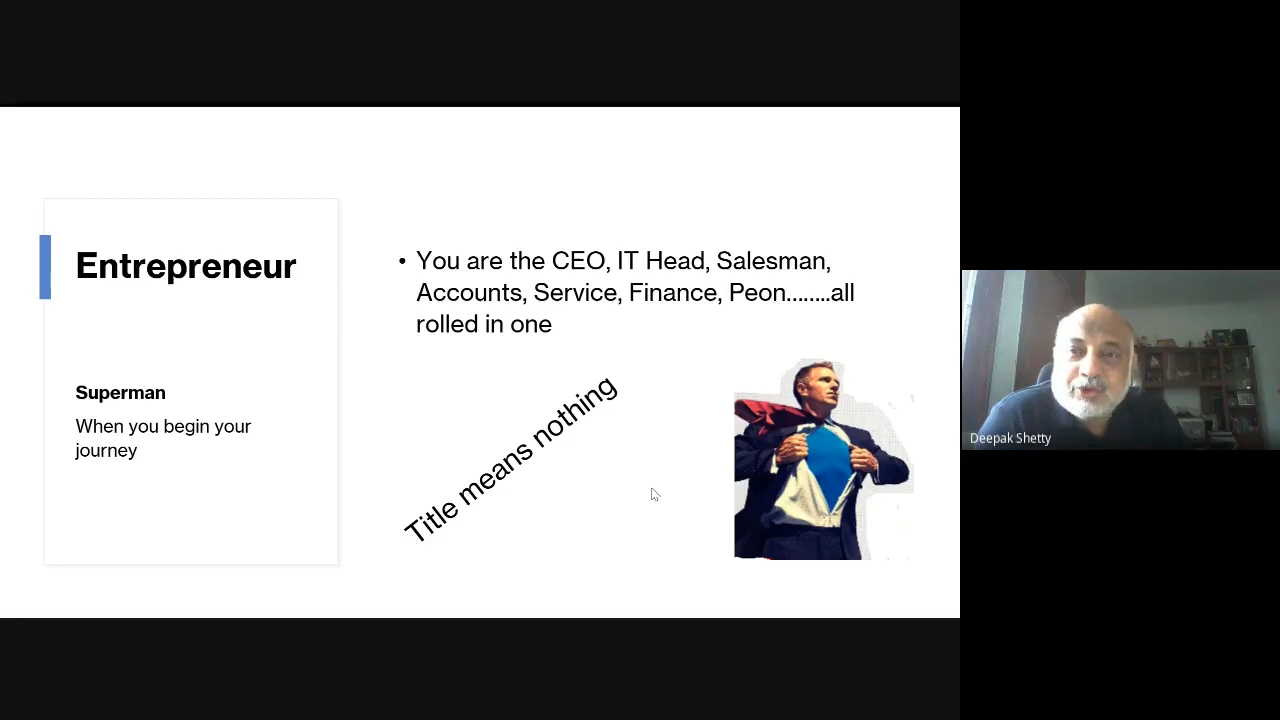 Entrepreneur
Superman
When you begin your
journey
• You are the CEO, IT Head, Salesman,
Accounts, Service, Finance, Peon........all
rolled in one
Title means nothing
Deepak Shetty